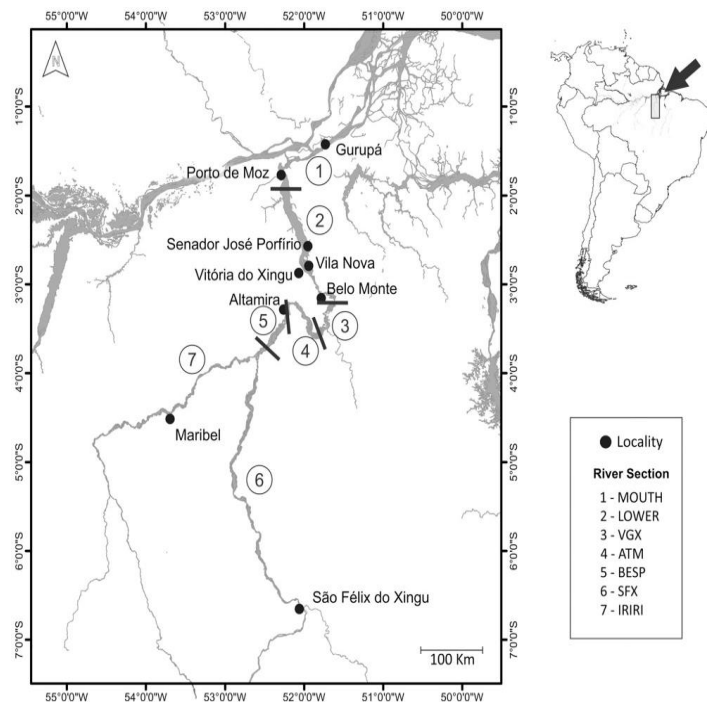 55°0'0"W 54°0'0"W 53°0'0"W 52°0'0"W 51°0'0"W 50°0'0"W
N
1°0'0"S
2°0'0"S
3°0'0"S
4°0'0"S
5°0'0"S
6°0'0"S
7°0'0"S
Gurupá
Porto de Moz
1
2
Senador José Porfírio
Vila Nova
Vitória do Xingu
Belo Monte
Altamira
5
3
4
7
Maribel
6
São Félix do Xingu
100 Km
1°0'0"S
2°0'0"S
3°0'0"S
4°0'0"S
5°0'0"S
6°0'0"S
7°0'0"S
55°0'0"W 54°0'0"W 53°0'0"W 52°0'0"W 51°0'0"W 50°0'0"W
Locality
River Section
1 - MOUTH
2 - LOWER
3 - VGX
4 - ATM
5 - BESP
6 - SFX
7 - IRIRI